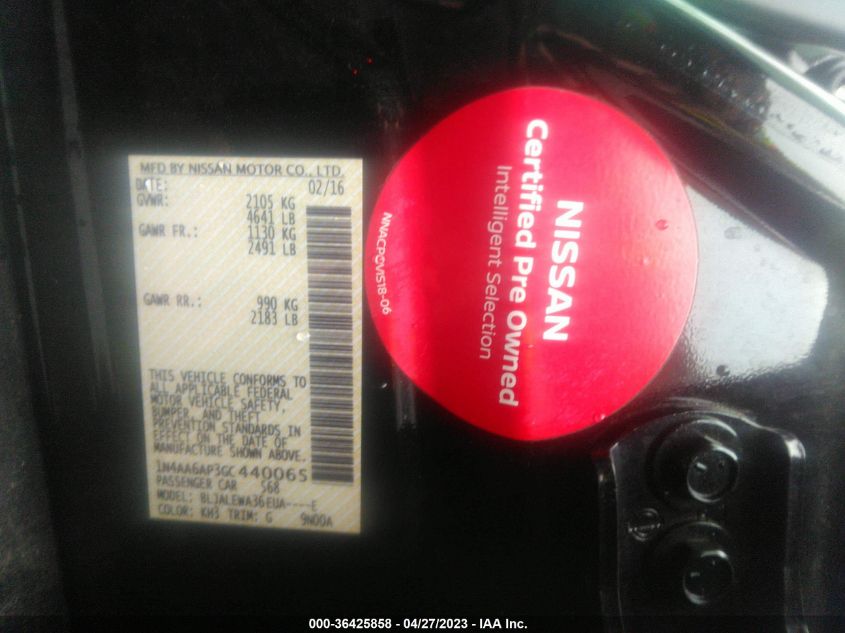 MFD BY NISSAN MOTOR CO., LTD.
DATE: 02/16
GVWR: 2105 KG
4641 LB
GAWR FR.: 1130 KG
2491 LB
GAWR RR.: 990 KG
2183 LB
THIS VEHICLE CONFORMS TO
ALL APPLICABLE FEDERAL
MOTOR VEHICLE SAFETY,
BUMPER, AND THEFT
PREVENTION STANDARDS IN
EFFECT ON THE DATE OF
MANUFACTURE SHOWN ABOVE.
1N4AA6AP3GC440065
PASSENGER CAR 568
MODEL: BLJALEWA36EUA----E
COLOR: KH3 TRIM: G 9N00A
NISSAN
Certified Pre Owned
Intelligent Selection
NNACPOVIS18-06
000-36425858 - 04/27/2023 - IAA Inc.